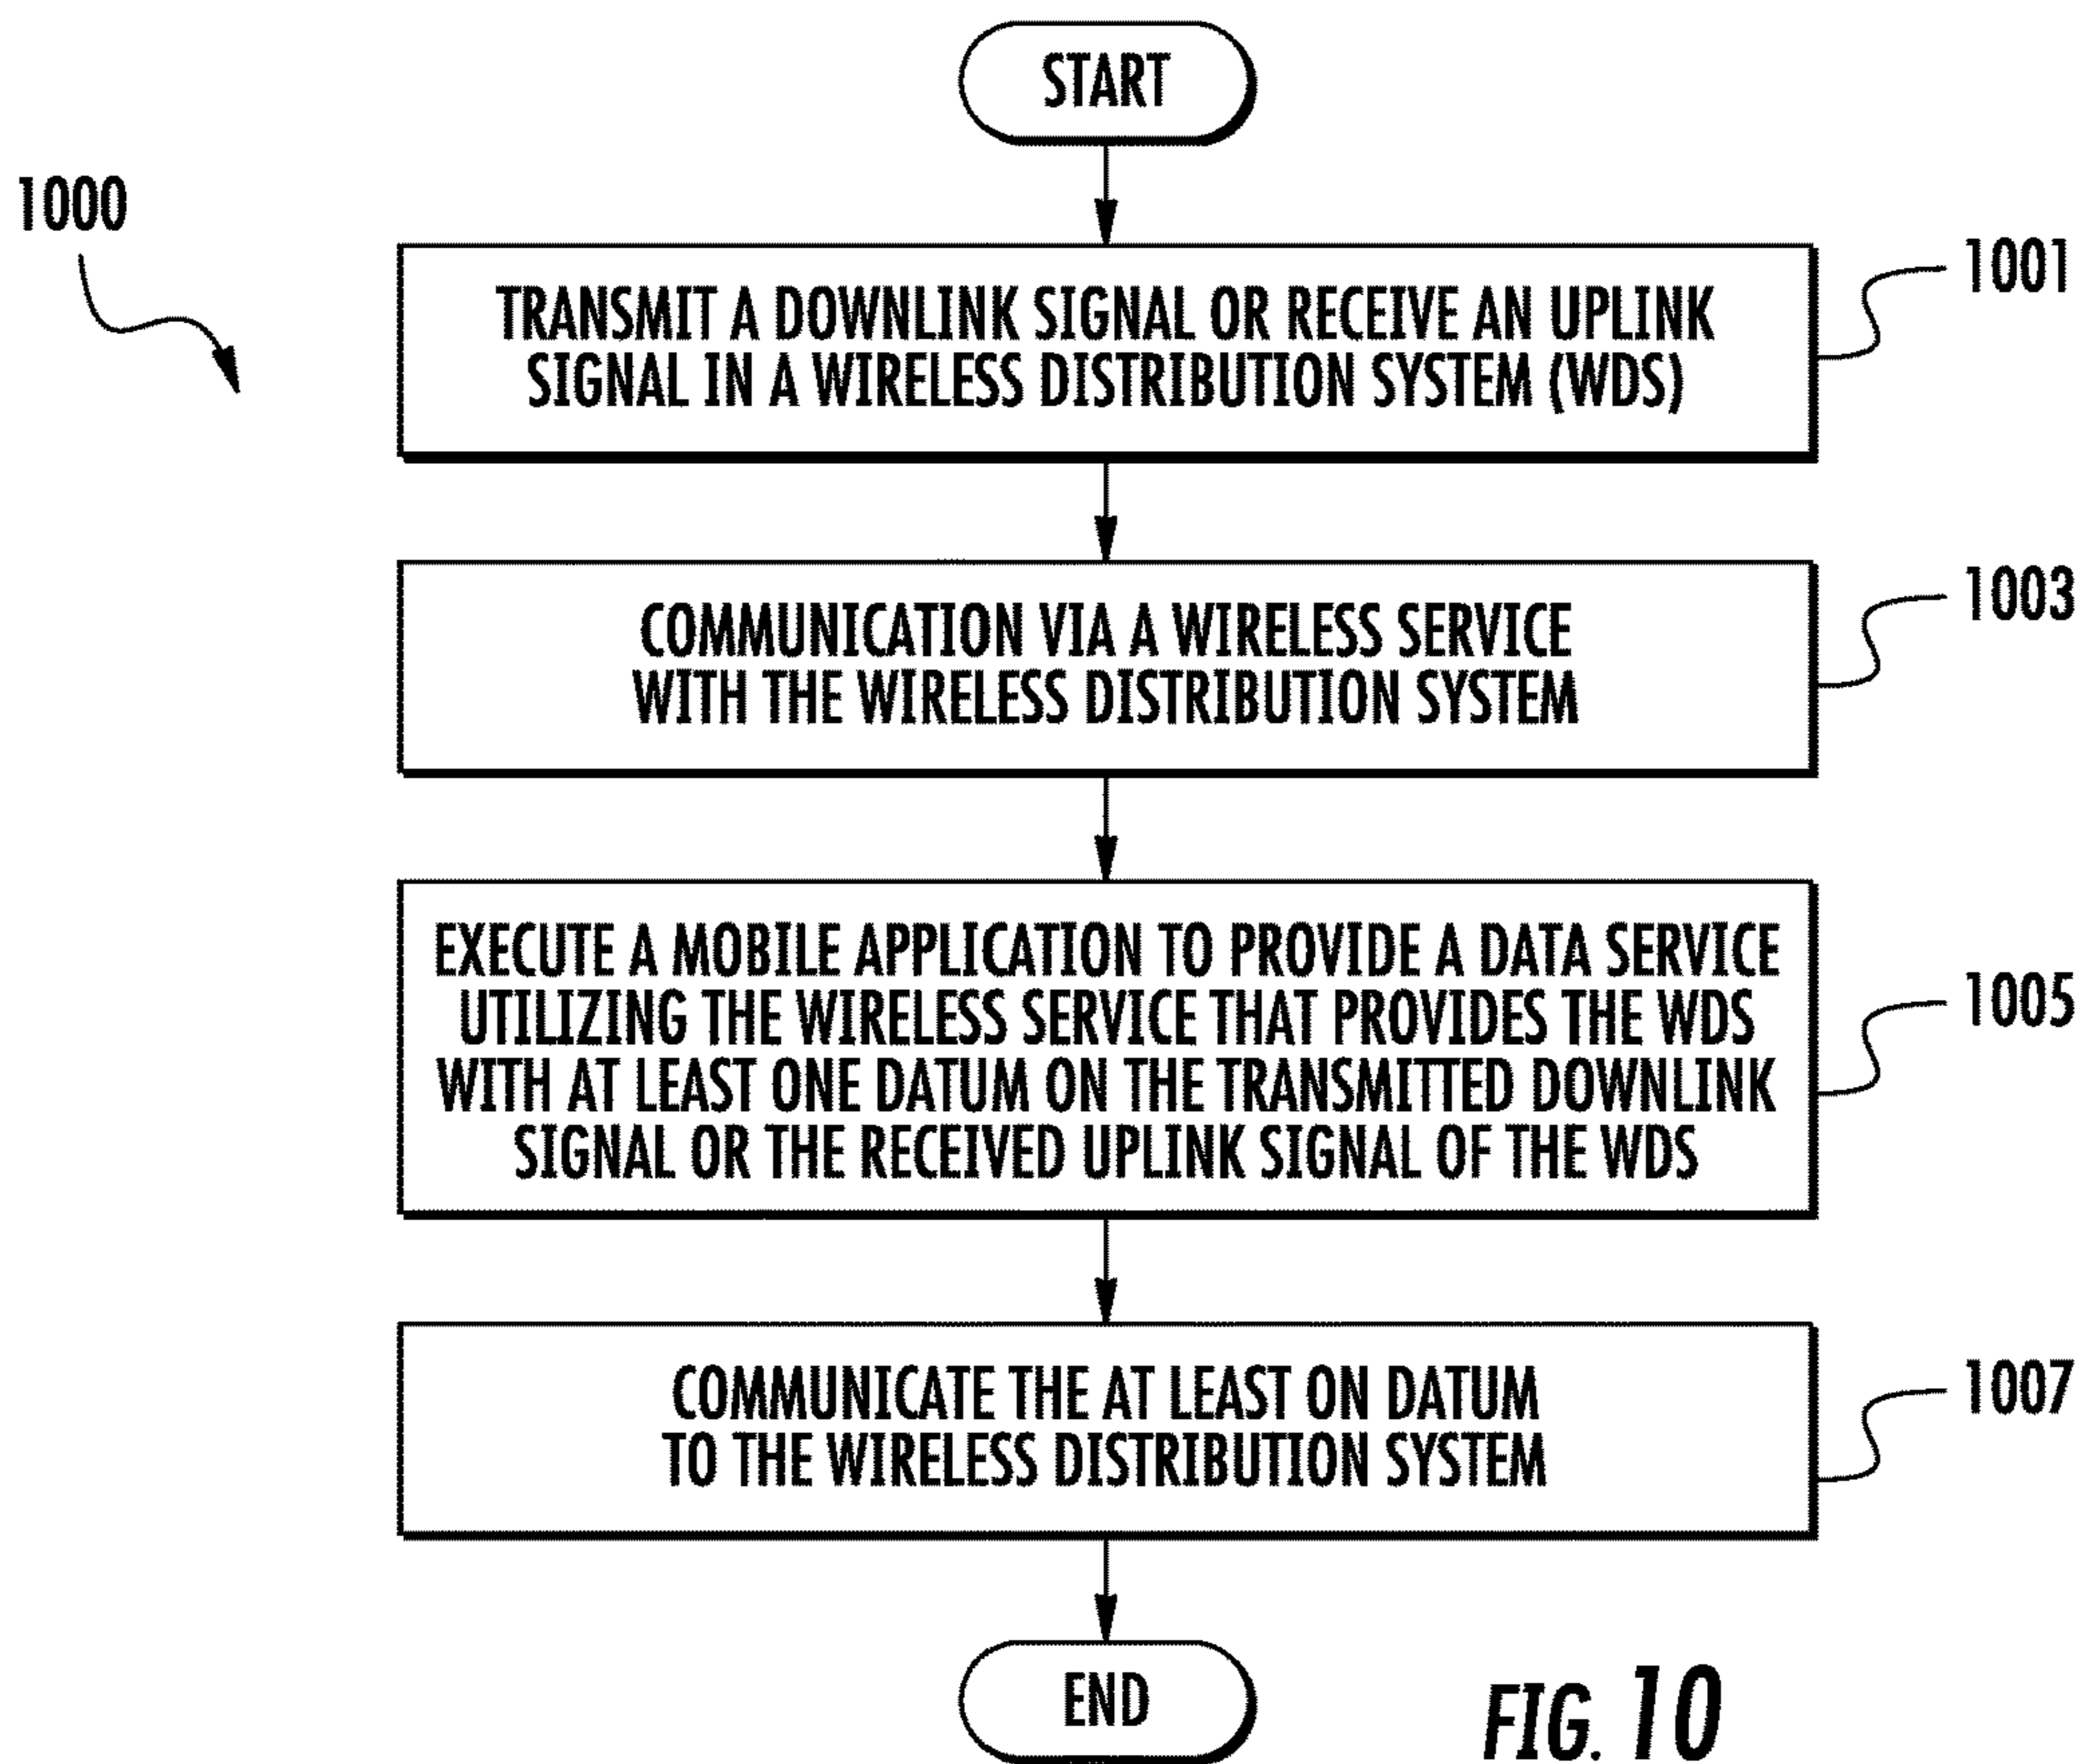 START
1000
TRANSMIT A DOWNLINK SIGNAL OR RECEIVE AN UPLINK
SIGNAL IN A WIRELESS DISTRIBUTION SYSTEM (WDS)
1001
COMMUNICATION VIA A WIRELESS SERVICE
WITH THE WIRELESS DISTRIBUTION SYSTEM
1003
EXECUTE A MOBILE APPLICATION TO PROVIDE A DATA SERVICE
UTILIZING THE WIRELESS SERVICE THAT PROVIDES THE WDS
WITH AT LEAST ONE DATUM ON THE TRANSMITTED DOWNLINK
SIGNAL OR THE RECEIVED UPLINK SIGNAL OF THE WDS
1005
COMMUNICATE THE AT LEAST ON DATUM
TO THE WIRELESS DISTRIBUTION SYSTEM
1007
END
FIG. 10